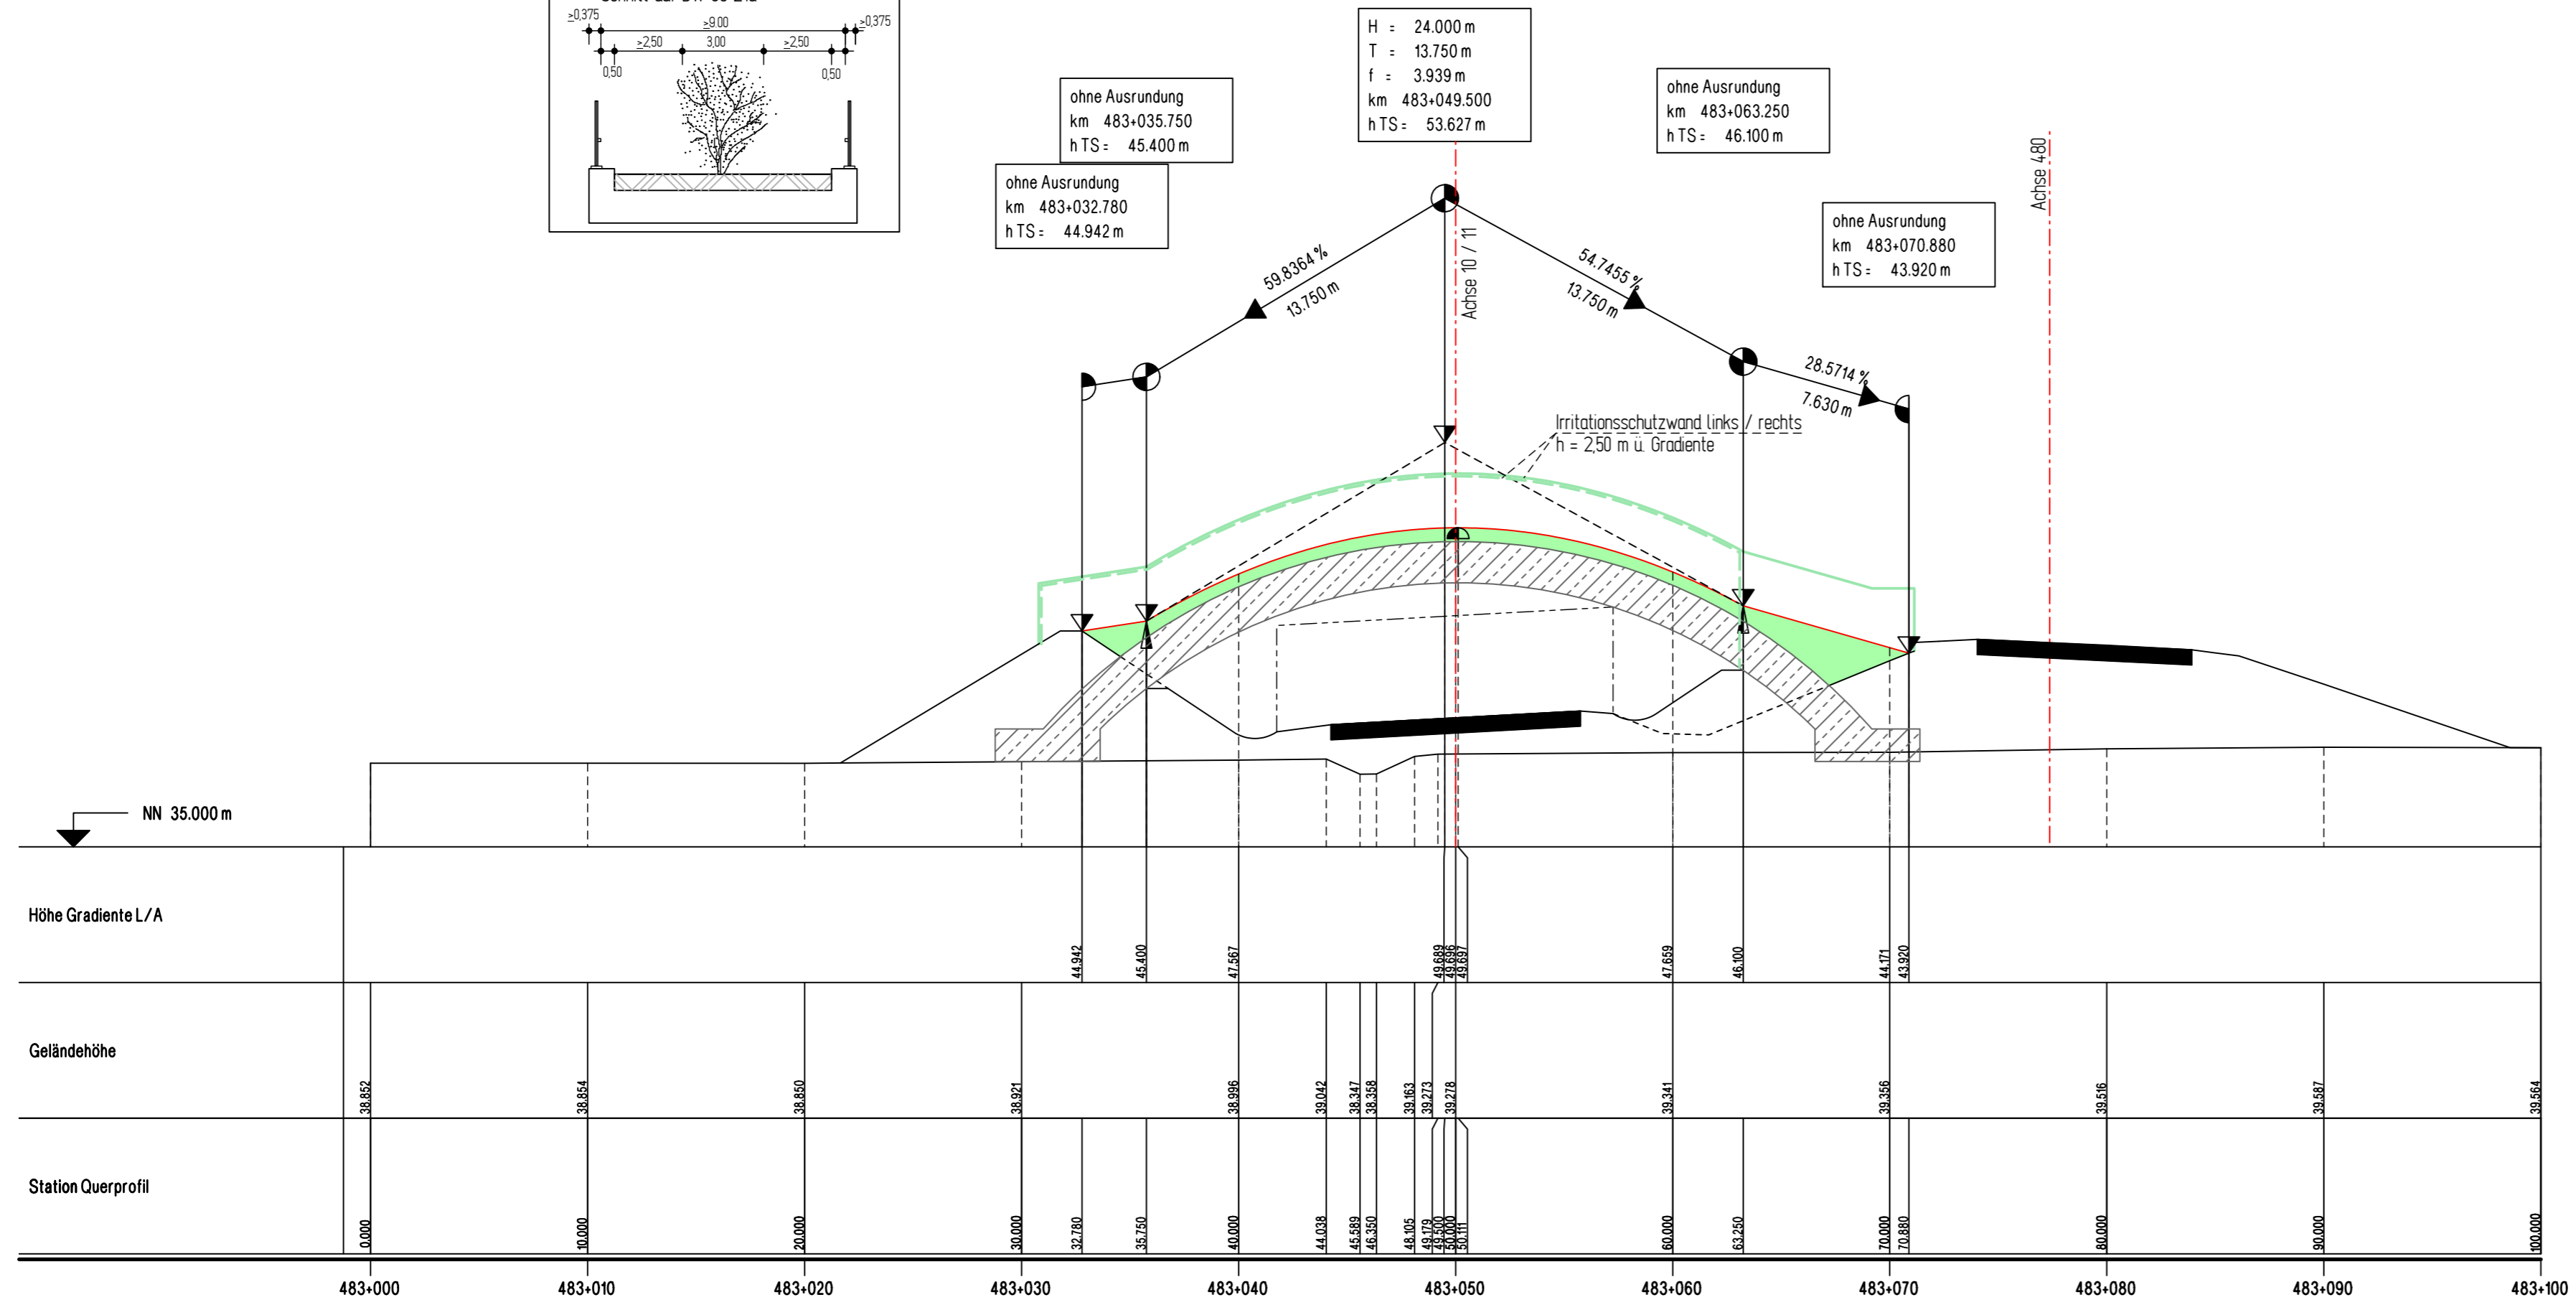 ≥0,375
≥9.00
≥0,375
≥2,50
3,00
≥2,50
0,50
0,50
H = 24.000 m
T = 13.750 m
f = 3.939 m
km 483+049.500
h TS = 53.627 m
ohne Ausrundung
km 483+035.750
h TS = 45.400 m
ohne Ausrundung
km 483+063.250
h TS = 46.100 m
ohne Ausrundung
km 483+032.780
h TS = 44.942 m
ohne Ausrundung
km 483+070.880
h TS = 43.920 m
Achse 480
Achse 10 / 11
59.8364 %
13.750 m
54.7455 %
13.750 m
28.5714 %
7.630 m
Irritationsschutzwand links / rechts
h = 2,50 m ü. Gradiente
NN 35.000 m
Höhe Gradiente L/A
44.942
45.400
47.567
49.689
49.696
49.697
47.659
46.100
44.171
43.920
Geländehöhe
38.852
38.854
38.850
38.921
38.996
39.042
38.347
38.358
39.163
39.273
39.278
39.341
39.356
39.516
39.587
39.564
Station Querprofil
0.000
10.000
20.000
30.000
32.780
35.750
40.000
44.038
45.589
46.350
48.105
49.179
49.500
50.000
50.111
60.000
63.250
70.000
70.880
80.000
90.000
100.000
483+000
483+010
483+020
483+030
483+040
483+050
483+060
483+070
483+080
483+090
483+100